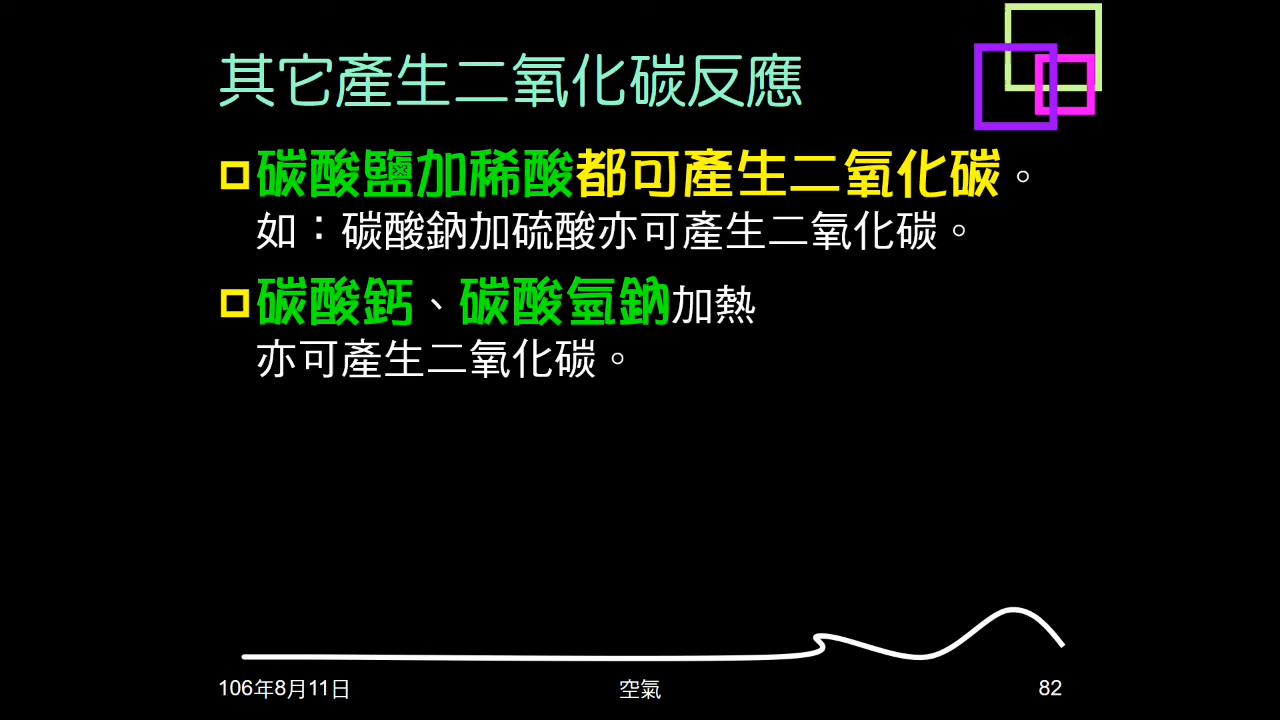 其它產生二氧化碳反應
碳酸鹽加稀酸都可產生二氧化碳。
如：碳酸鈉加硫酸亦可產生二氧化碳。
碳酸鈣、碳酸氫鈉加熱
亦可產生二氧化碳。
106年8月11日
空氣
82